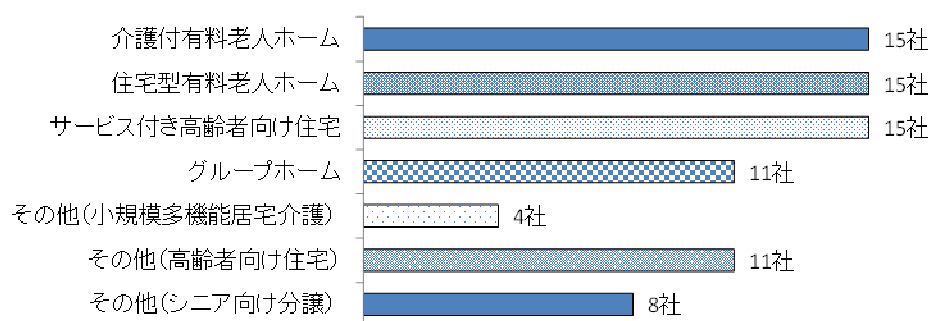 介護付有料老人ホーム 15社
住宅型有料老人ホーム 15社
サービス付き高齢者向け住宅 15社
グループホーム 11社
その他(小規模多機能居宅介護) 4社
その他(高齢者向け住宅) 11社
その他(シニア向け分譲) 8社